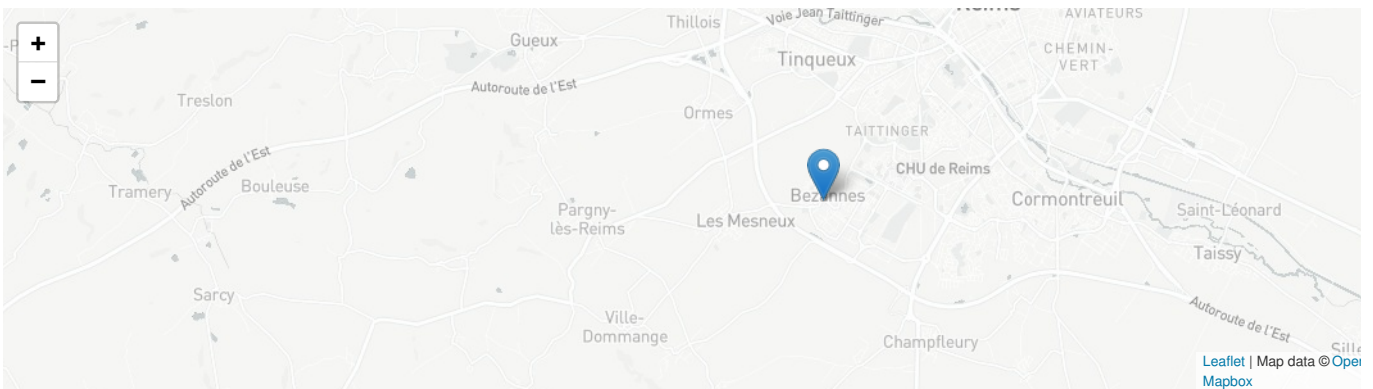 Reims
AVIATEURS
Voie Jean Taittinger
Thillois
+
Gueux
CHEMIN-
VERT
Tinqueux
−
Autoroute de l'Est
Treslon
Ormes
TAITTINGER
Autoroute de l'Est
CHU de Reims
Tramery
Bouleuse
Bezannes
Cormontreuil
Pargny-
lès-Reims
Les Mesneux
Saint-Léonard
Taissy
Sarcy
Autoroute de l'Est
Ville-
Dommange
Champfleury
Leaflet | Map data © Open
Mapbox